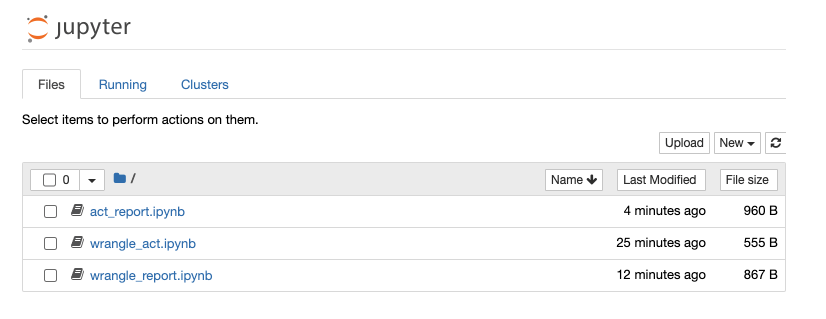 jupyter
Files Running Clusters
Select items to perform actions on them.
Upload New
0 / Name Last Modified File size
act_report.ipynb 4 minutes ago 960 B
wrangle_act.ipynb 25 minutes ago 555 B
wrangle_report.ipynb 12 minutes ago 867 B